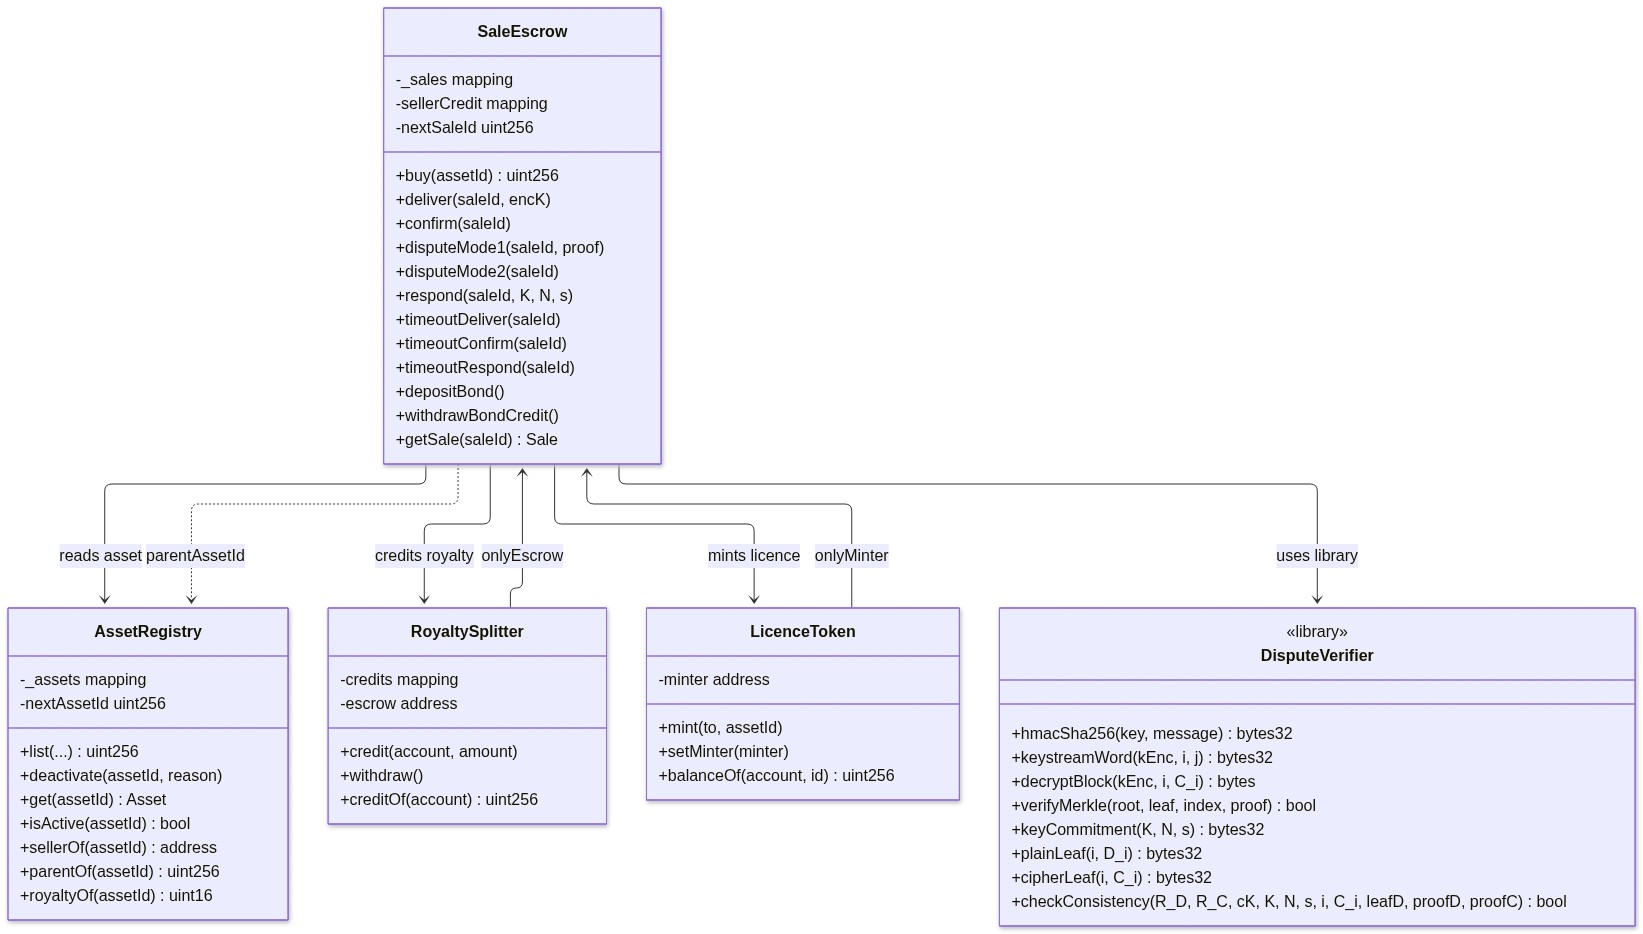 SaleEscrow
-_sales mapping
-sellerCredit mapping
-nextSaleId uint256
+buy(assetId) : uint256
+deliver(saleId, encK)
+confirm(saleId)
+disputeMode1(saleId, proof)
+disputeMode2(saleId)
+respond(saleId, K, N, s)
+timeoutDeliver(saleId)
+timeoutConfirm(saleId)
+timeoutRespond(saleId)
+depositBond()
+withdrawBondCredit()
+getSale(saleId) : Sale
reads asset
parentAssetId
credits royalty
onlyEscrow
mints licence
onlyMinter
uses library
AssetRegistry
-_assets mapping
-nextAssetId uint256
+list(...) : uint256
+deactivate(assetId, reason)
+get(assetId) : Asset
+isActive(assetId) : bool
+sellerOf(assetId) : address
+parentOf(assetId) : uint256
+royaltyOf(assetId) : uint16
RoyaltySplitter
-credits mapping
-escrow address
+credit(account, amount)
+withdraw()
+creditOf(account) : uint256
LicenceToken
-minter address
+mint(to, assetId)
+setMinter(minter)
+balanceOf(account, id) : uint256
«library»
DisputeVerifier
+hmacSha256(key, message) : bytes32
+keystreamWord(kEnc, i, j) : bytes32
+decryptBlock(kEnc, i, C_i) : bytes
+verifyMerkle(root, leaf, index, proof) : bool
+keyCommitment(K, N, s) : bytes32
+plainLeaf(i, D_i) : bytes32
+cipherLeaf(i, C_i) : bytes32
+checkConsistency(R_D, R_C, cK, K, N, s, i, C_i, leafD, proofD, proofC) : bool